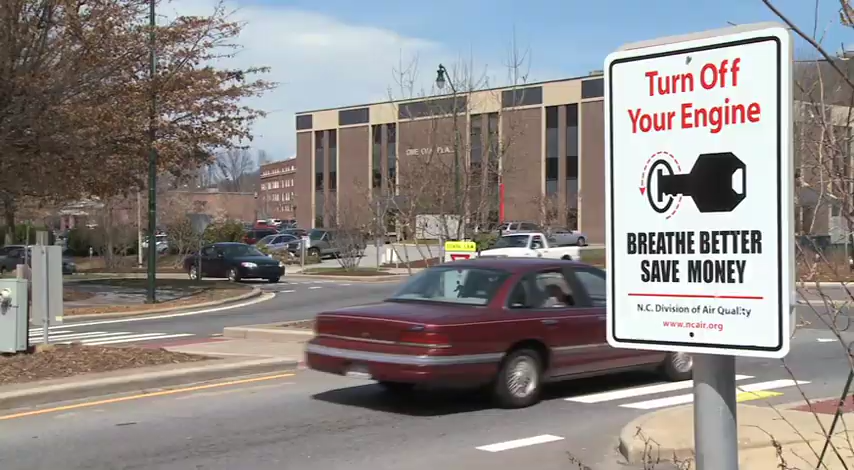 Turn Off
Your Engine
BREATHE BETTER
SAVE MONEY
N.C. Division of Air Quality
www.ncair.org